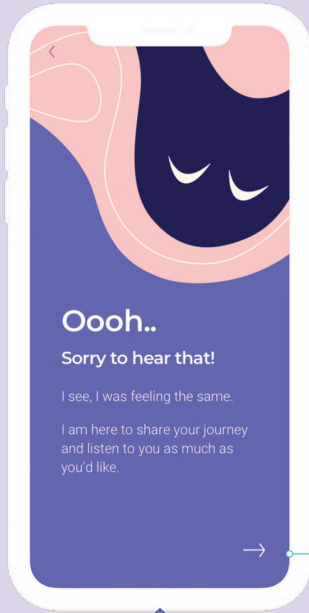 Oooh..
Sorry to hear that!
I see, I was feeling the same.
I am here to share your journey
and listen to you as much as
you'd like.